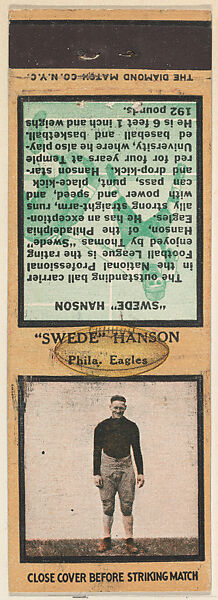 THE DIAMOND MATCH CO. N.Y.C.
"SWEDE" HANSON
The outstanding ball carrier
in the National Professional
Football League is the rating
enjoyed by Thomas "Swede"
Hanson of the Philadelphia
Eagles. He has an exception-
ally strong straight-arm, runs
with power and speed, and
can pass, punt, place-kick
and drop-kick. Hanson star-
red for four years at Temple
University, where he also play-
ed baseball and basketball.
He is 6 feet 1 inch and weighs
192 pounds.
"SWEDE" HANSON
Phila. Eagles
CLOSE COVER BEFORE STRIKING MATCH